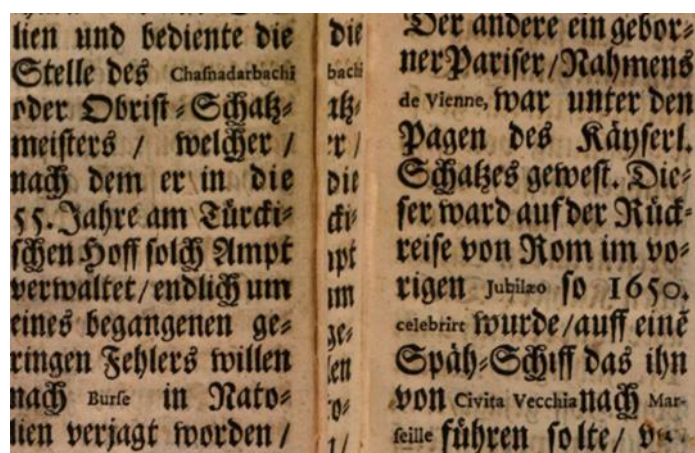 lien und bediente die
Stelle des Chaſnadarbachi
oder Obriſt⸗Schatz⸗
meiſters / welcher /
nach dem er in die
55. Jahre am Türcki⸗
ſchen Hoff ſolch Ampt
verwaltet / endlich um
eines begangenen ge⸗
ringen Fehlers willen
nach Burſe in Nato⸗
lien verjagt worden /
die
bachi
atz⸗
er /
die
cki⸗
mpt
um
ge⸗
len
to⸗
Der andere ein gebor⸗
ner Pariſer / Nahmens
de Vienne, war unter den
Pagen des Käyſerl.
Schatzes geweſt. Die⸗
ſer ward auf der Rück⸗
reiſe von Rom im vo⸗
rigen Jubilæo ſo 1650.
celebrirt wurde / auff einē
Späh⸗Schiff das ihn
von Civita Vecchia nach Mar-
ſeille führen ſolte /